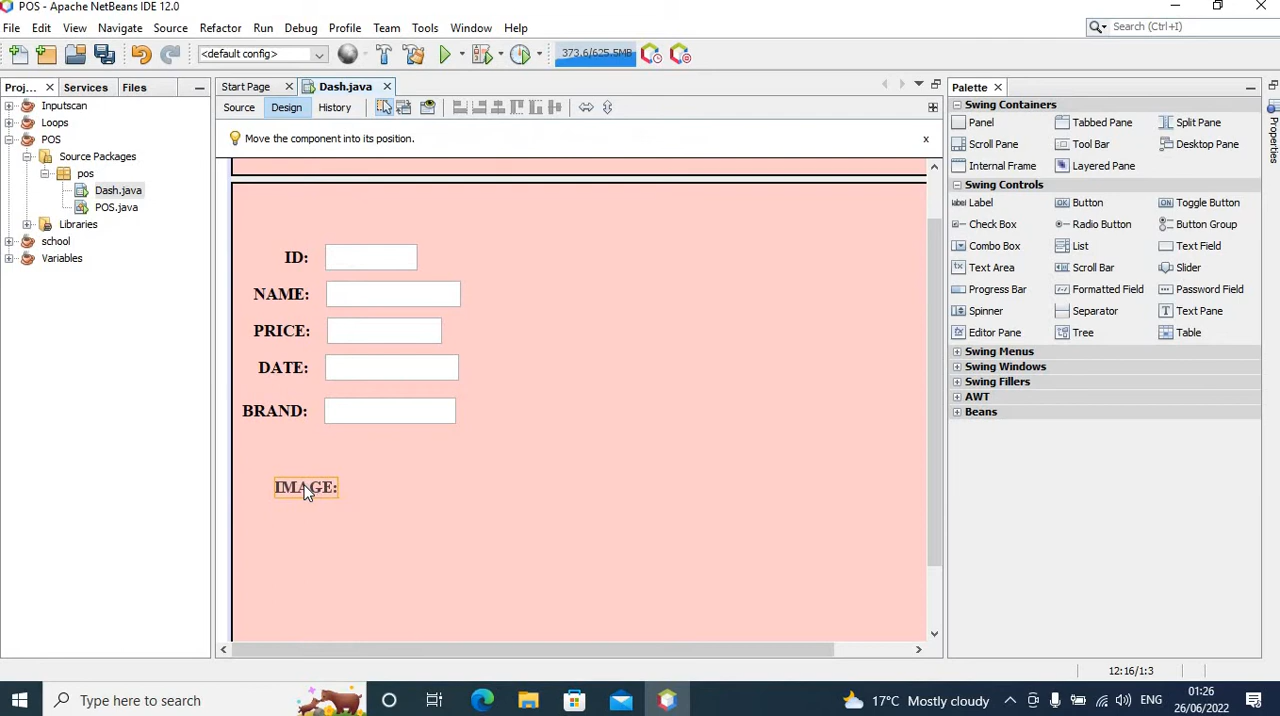 POS - Apache NetBeans IDE 12.0
File Edit View Navigate Source Refactor Run Debug Profile Team Tools Window Help
Search (Ctrl+I)
<default config>
373.6/625.5MB
Proj... Services Files
Start Page Dash.java
Palette
Source Design History
Move the component into its position.
Inputscan
Loops
POS
Source Packages
pos
Dash.java
POS.java
Libraries
school
Variables
ID:
NAME:
PRICE:
DATE:
BRAND:
IMAGE:
Swing Containers
Panel Tabbed Pane Split Pane
Scroll Pane Tool Bar Desktop Pane
Internal Frame Layered Pane
Swing Controls
label Label OK Button ON Toggle Button
Check Box Radio Button Button Group
Combo Box List Text Field
Text Area Scroll Bar Slider
Progress Bar Formatted Field Password Field
Spinner Separator Text Pane
Editor Pane Tree Table
Swing Menus
Swing Windows
Swing Fillers
AWT
Beans
Properties
12:16/1:3
Type here to search
17°C Mostly cloudy
ENG
01:26
26/06/2022